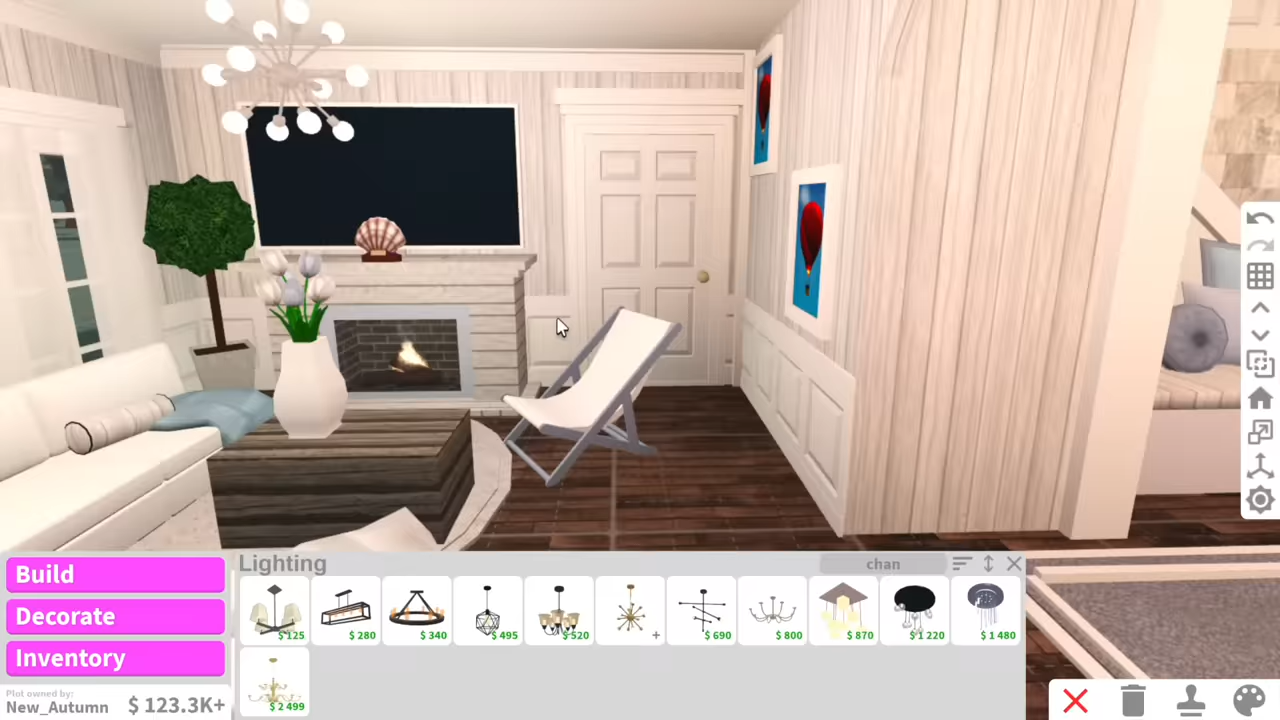 Lighting
chan
Build
Decorate
Inventory
$ 125
$ 280
$ 340
$ 495
$ 520
+
$ 690
$ 800
$ 870
$ 1 220
$ 1 480
$ 2 499
Plot owned by:
New_Autumn
$ 123.3K+